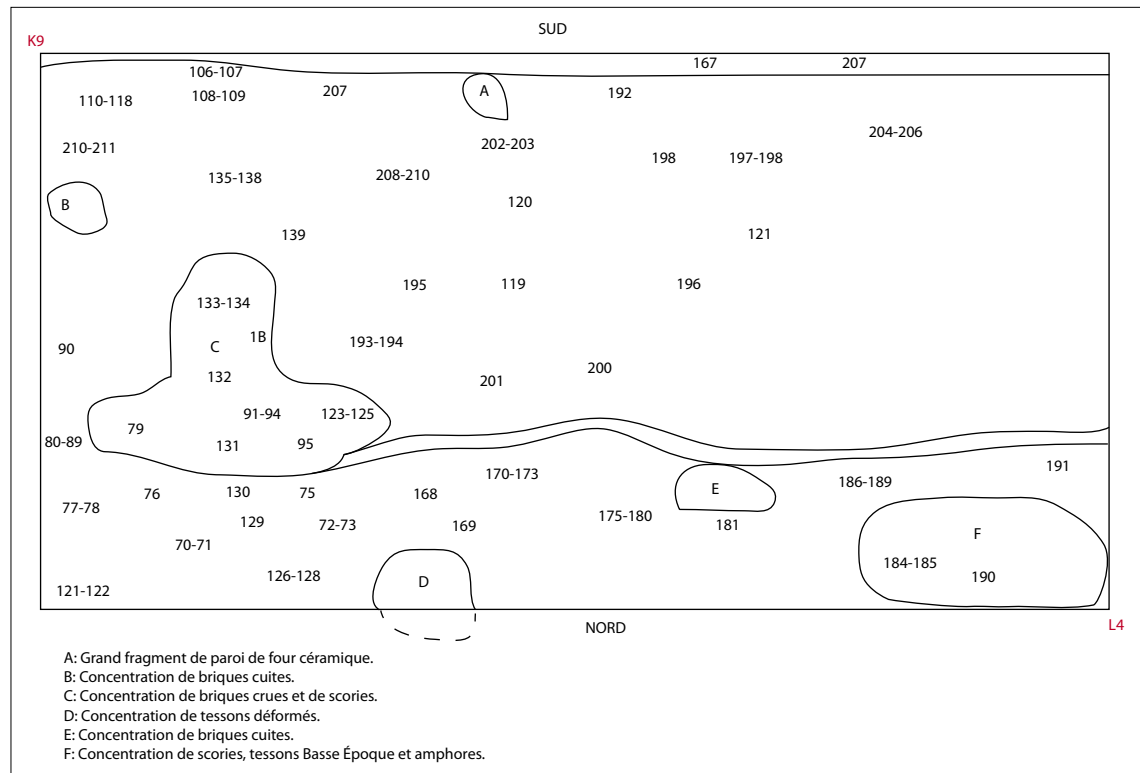 SUD
K9
167
207
106-107
108-109
207
A
192
110-118
204-206
202-203
210-211
198
197-198
135-138
208-210
B
120
139
121
195
119
196
133-134
1B
193-194
90
C
200
132
201
91-94
123-125
79
80-89
131
95
170-173
191
76
130
75
168
E
186-189
77-78
129
72-73
169
175-180
181
F
70-71
184-185
126-128
D
190
121-122
NORD
L4
A: Grand fragment de paroi de four céramique.
B: Concentration de briques cuites.
C: Concentration de briques crues et de scories.
D: Concentration de tessons déformés.
E: Concentration de briques cuites.
F: Concentration de scories, tessons Basse Époque et amphores.